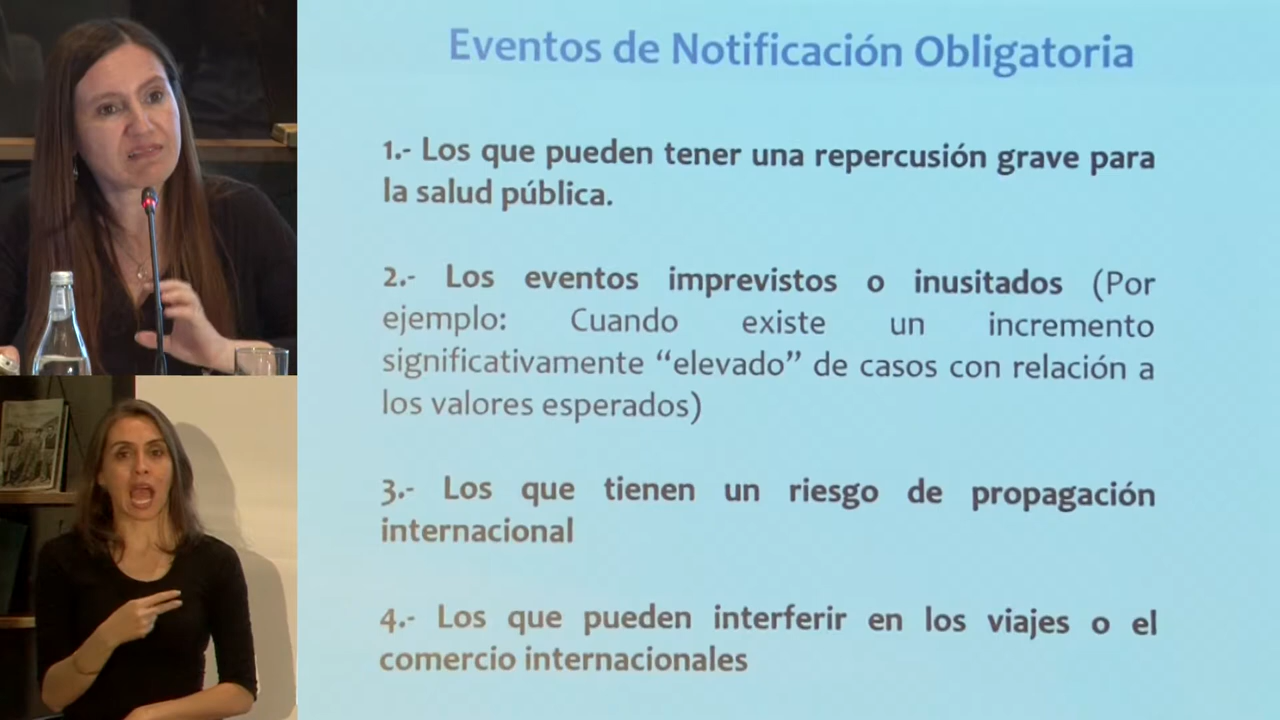 Eventos de Notificación Obligatoria
1.- Los que pueden tener una repercusión grave para
la salud pública.
2.- Los eventos imprevistos o inusitados (Por
ejemplo: Cuando existe un incremento
significativamente “elevado” de casos con relación a
los valores esperados)
3.- Los que tienen un riesgo de propagación
internacional
4.- Los que pueden interferir en los viajes o el
comercio internacionales